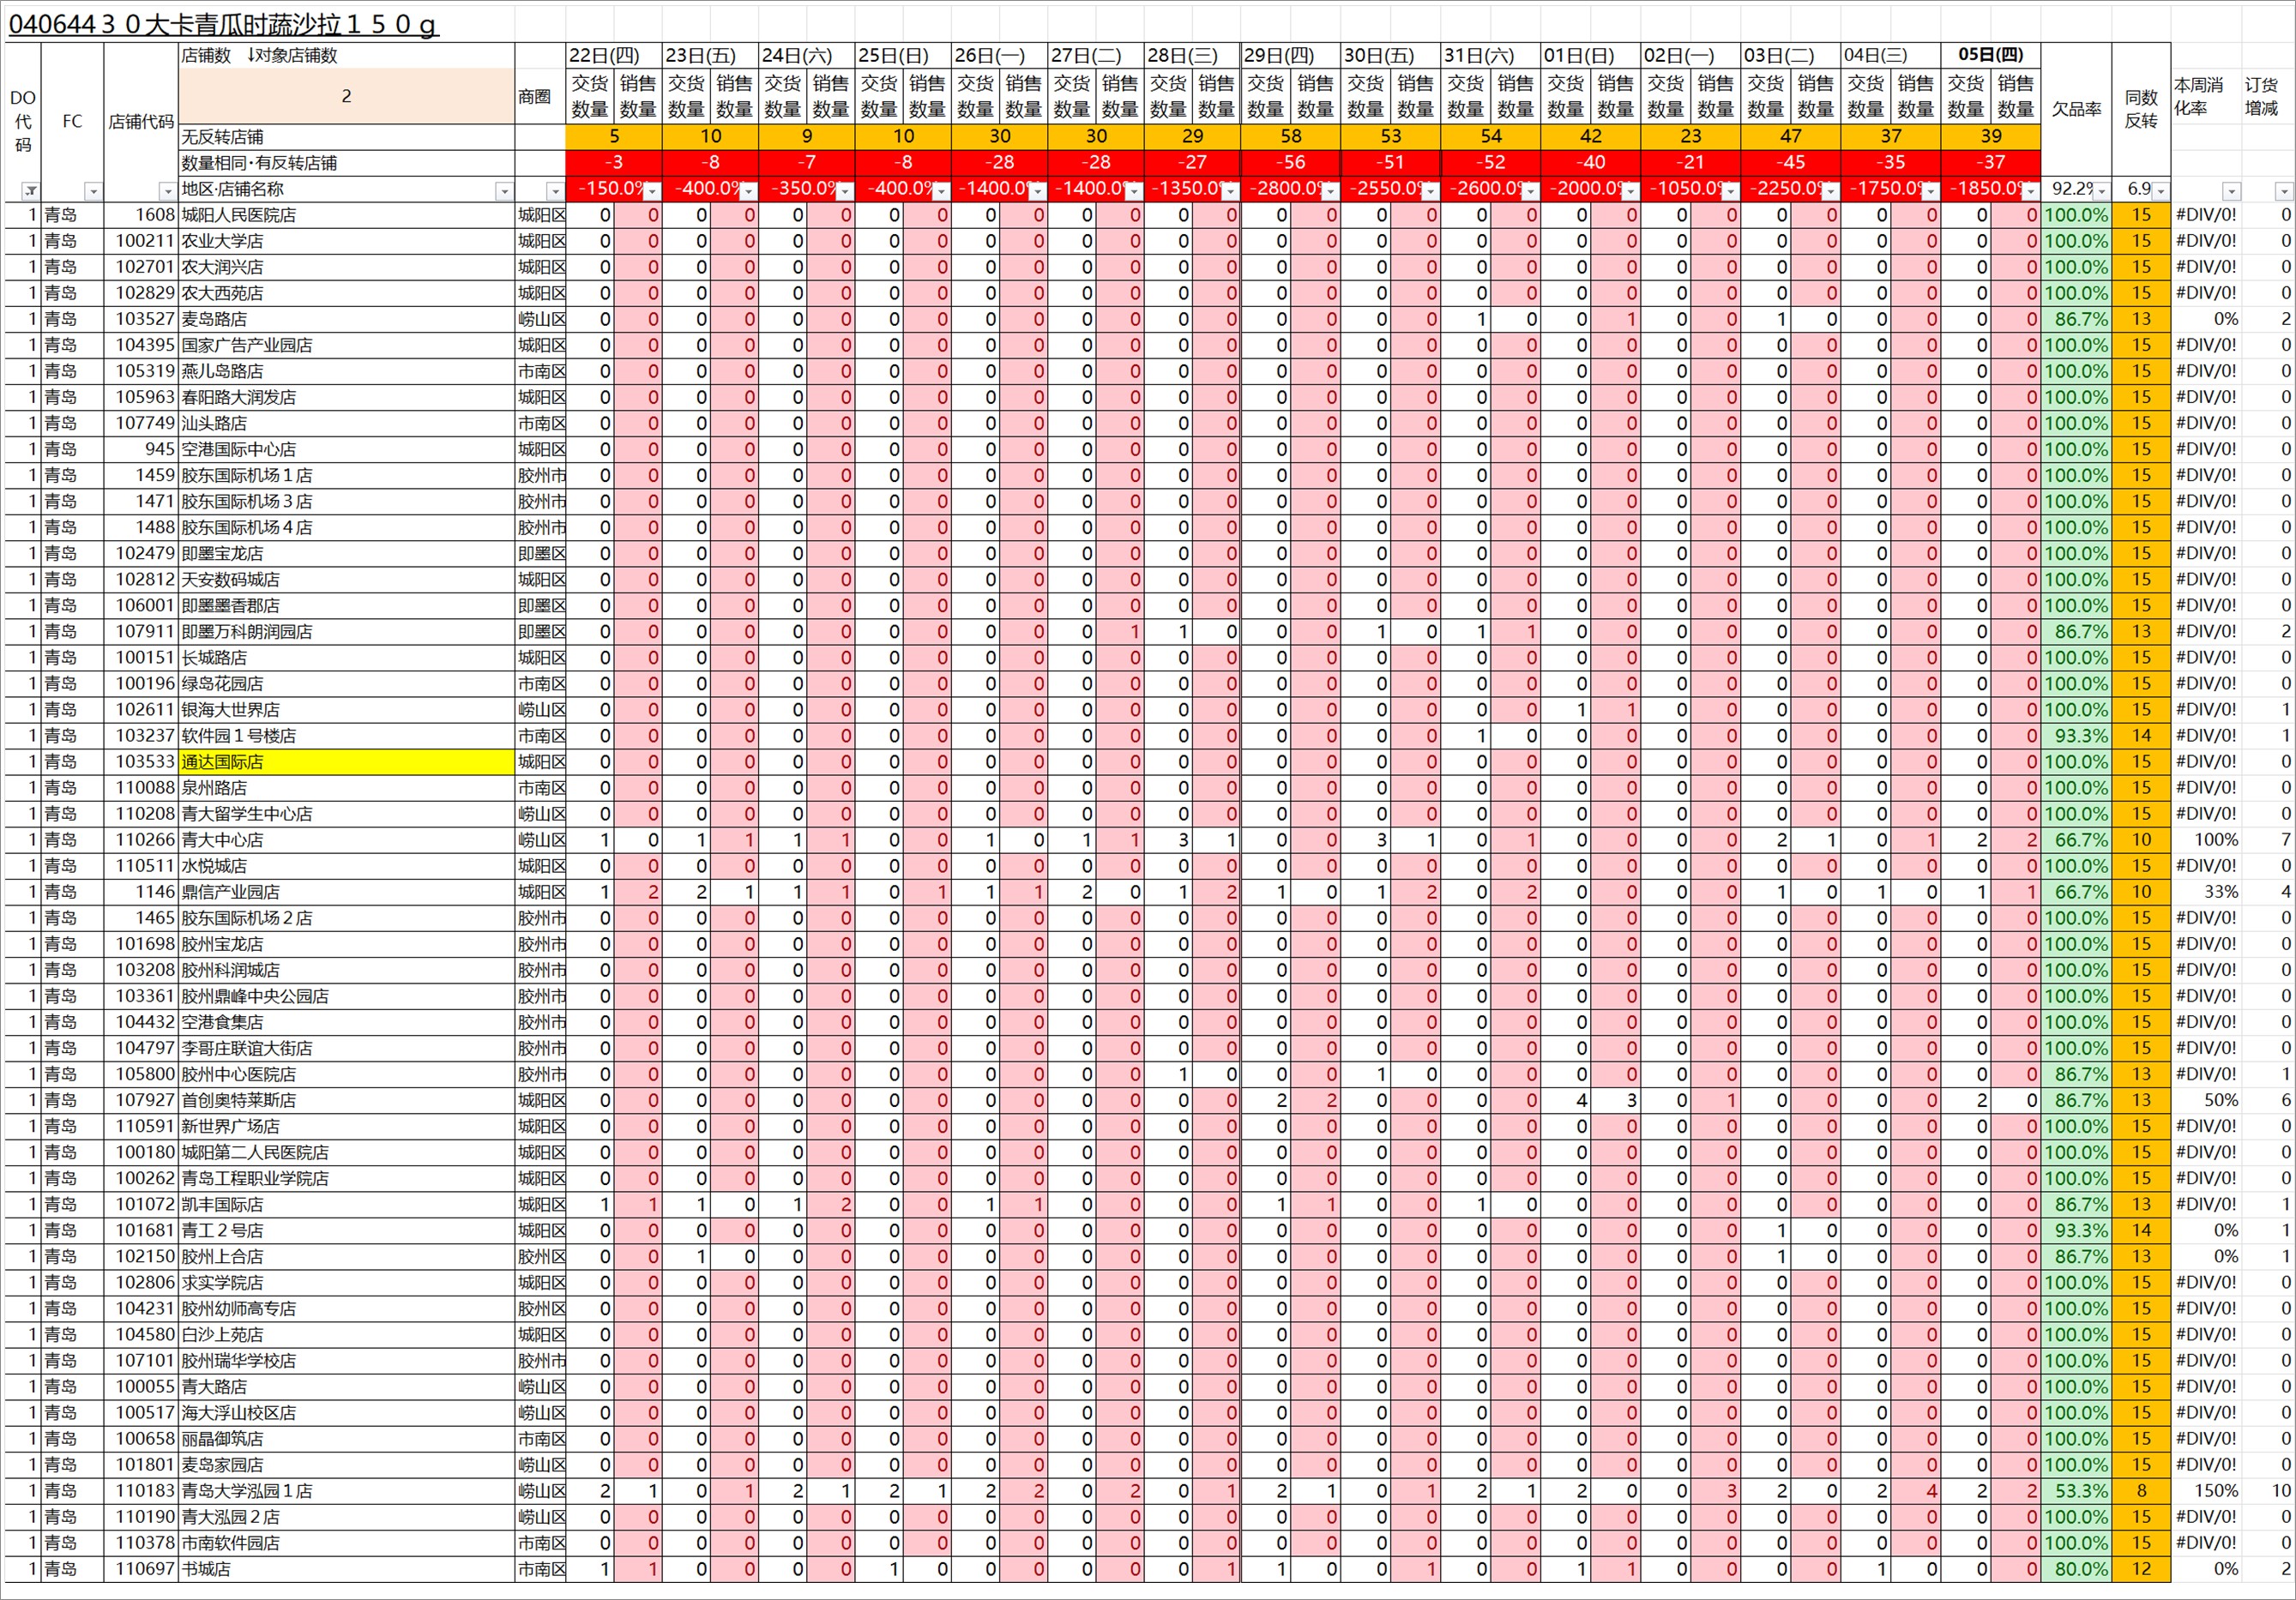 0406443０大卡青瓜时蔬沙拉１５０ｇ
DO代码 FC 店铺代码 店铺数 ↓对象店铺数 商圈 22日(四) 23日(五) 24日(六) 25日(日) 26日(一) 27日(二) 28日(三) 29日(四) 30日(五) 31日(六) 01日(日) 02日(一) 03日(二) 04日(三) 05日(四) 欠品率 同数反转 本周消化率 订货增减
2 交货数量 销售数量 交货数量 销售数量 交货数量 销售数量 交货数量 销售数量 交货数量 销售数量 交货数量 销售数量 交货数量 销售数量 交货数量 销售数量 交货数量 销售数量 交货数量 销售数量 交货数量 销售数量 交货数量 销售数量 交货数量 销售数量 交货数量 销售数量 交货数量 销售数量
无反转店铺 5 10 9 10 30 30 29 58 53 54 42 23 47 37 39
数量相同·有反转店铺 -3 -8 -7 -8 -28 -28 -27 -56 -51 -52 -40 -21 -45 -35 -37
地区·店铺名称 -150.0% -400.0% -350.0% -400.0% -1400.0% -1400.0% -1350.0% -2800.0% -2550.0% -2600.0% -2000.0% -1050.0% -2250.0% -1750.0% -1850.0% 92.2% 6.9
1 青岛 1608 城阳人民医院店 城阳区 0 0 0 0 0 0 0 0 0 0 0 0 0 0 0 0 0 0 0 0 0 0 0 0 0 0 0 0 0 0 100.0% 15 #DIV/0! 0
1 青岛 100211 农业大学店 城阳区 0 0 0 0 0 0 0 0 0 0 0 0 0 0 0 0 0 0 0 0 0 0 0 0 0 0 0 0 0 0 100.0% 15 #DIV/0! 0
1 青岛 102701 农大润兴店 城阳区 0 0 0 0 0 0 0 0 0 0 0 0 0 0 0 0 0 0 0 0 0 0 0 0 0 0 0 0 0 0 100.0% 15 #DIV/0! 0
1 青岛 102829 农大西苑店 城阳区 0 0 0 0 0 0 0 0 0 0 0 0 0 0 0 0 0 0 0 0 0 0 0 0 0 0 0 0 0 0 100.0% 15 #DIV/0! 0
1 青岛 103527 麦岛路店 崂山区 0 0 0 0 0 0 0 0 0 0 0 0 0 0 0 0 0 0 1 0 0 1 0 0 1 0 0 0 0 0 86.7% 13 0% 2
1 青岛 104395 国家广告产业园店 城阳区 0 0 0 0 0 0 0 0 0 0 0 0 0 0 0 0 0 0 0 0 0 0 0 0 0 0 0 0 0 0 100.0% 15 #DIV/0! 0
1 青岛 105319 燕儿岛路店 市南区 0 0 0 0 0 0 0 0 0 0 0 0 0 0 0 0 0 0 0 0 0 0 0 0 0 0 0 0 0 0 100.0% 15 #DIV/0! 0
1 青岛 105963 春阳路大润发店 城阳区 0 0 0 0 0 0 0 0 0 0 0 0 0 0 0 0 0 0 0 0 0 0 0 0 0 0 0 0 0 0 100.0% 15 #DIV/0! 0
1 青岛 107749 汕头路店 市南区 0 0 0 0 0 0 0 0 0 0 0 0 0 0 0 0 0 0 0 0 0 0 0 0 0 0 0 0 0 0 100.0% 15 #DIV/0! 0
1 青岛 945 空港国际中心店 城阳区 0 0 0 0 0 0 0 0 0 0 0 0 0 0 0 0 0 0 0 0 0 0 0 0 0 0 0 0 0 0 100.0% 15 #DIV/0! 0
1 青岛 1459 胶东国际机场１店 胶州市 0 0 0 0 0 0 0 0 0 0 0 0 0 0 0 0 0 0 0 0 0 0 0 0 0 0 0 0 0 0 100.0% 15 #DIV/0! 0
1 青岛 1471 胶东国际机场３店 胶州市 0 0 0 0 0 0 0 0 0 0 0 0 0 0 0 0 0 0 0 0 0 0 0 0 0 0 0 0 0 0 100.0% 15 #DIV/0! 0
1 青岛 1488 胶东国际机场４店 胶州市 0 0 0 0 0 0 0 0 0 0 0 0 0 0 0 0 0 0 0 0 0 0 0 0 0 0 0 0 0 0 100.0% 15 #DIV/0! 0
1 青岛 102479 即墨宝龙店 即墨区 0 0 0 0 0 0 0 0 0 0 0 0 0 0 0 0 0 0 0 0 0 0 0 0 0 0 0 0 0 0 100.0% 15 #DIV/0! 0
1 青岛 102812 天安数码城店 城阳区 0 0 0 0 0 0 0 0 0 0 0 0 0 0 0 0 0 0 0 0 0 0 0 0 0 0 0 0 0 0 100.0% 15 #DIV/0! 0
1 青岛 106001 即墨墨香郡店 即墨区 0 0 0 0 0 0 0 0 0 0 0 0 0 0 0 0 0 0 0 0 0 0 0 0 0 0 0 0 0 0 100.0% 15 #DIV/0! 0
1 青岛 107911 即墨万科朗润园店 即墨区 0 0 0 0 0 0 0 0 0 0 0 1 1 0 0 0 1 0 1 1 0 0 0 0 0 0 0 0 0 0 86.7% 13 #DIV/0! 2
1 青岛 100151 长城路店 城阳区 0 0 0 0 0 0 0 0 0 0 0 0 0 0 0 0 0 0 0 0 0 0 0 0 0 0 0 0 0 0 100.0% 15 #DIV/0! 0
1 青岛 100196 绿岛花园店 市南区 0 0 0 0 0 0 0 0 0 0 0 0 0 0 0 0 0 0 0 0 0 0 0 0 0 0 0 0 0 0 100.0% 15 #DIV/0! 0
1 青岛 102611 银海大世界店 崂山区 0 0 0 0 0 0 0 0 0 0 0 0 0 0 0 0 0 0 0 0 1 1 0 0 0 0 0 0 0 0 100.0% 15 #DIV/0! 1
1 青岛 103237 软件园１号楼店 市南区 0 0 0 0 0 0 0 0 0 0 0 0 0 0 0 0 0 0 1 0 0 0 0 0 0 0 0 0 0 0 93.3% 14 #DIV/0! 1
1 青岛 103533 通达国际店 城阳区 0 0 0 0 0 0 0 0 0 0 0 0 0 0 0 0 0 0 0 0 0 0 0 0 0 0 0 0 0 0 100.0% 15 #DIV/0! 0
1 青岛 110088 泉州路店 市南区 0 0 0 0 0 0 0 0 0 0 0 0 0 0 0 0 0 0 0 0 0 0 0 0 0 0 0 0 0 0 100.0% 15 #DIV/0! 0
1 青岛 110208 青大留学生中心店 崂山区 0 0 0 0 0 0 0 0 0 0 0 0 0 0 0 0 0 0 0 0 0 0 0 0 0 0 0 0 0 0 100.0% 15 #DIV/0! 0
1 青岛 110266 青大中心店 崂山区 1 0 1 1 1 1 0 0 1 0 1 1 3 1 0 0 3 1 0 1 0 0 0 0 2 1 0 1 2 2 66.7% 10 100% 7
1 青岛 110511 水悦城店 城阳区 0 0 0 0 0 0 0 0 0 0 0 0 0 0 0 0 0 0 0 0 0 0 0 0 0 0 0 0 0 0 100.0% 15 #DIV/0! 0
1 青岛 1146 鼎信产业园店 城阳区 1 2 2 1 1 1 0 1 1 1 2 0 1 2 1 0 1 2 0 2 0 0 0 0 1 0 1 0 1 1 66.7% 10 33% 4
1 青岛 1465 胶东国际机场２店 胶州市 0 0 0 0 0 0 0 0 0 0 0 0 0 0 0 0 0 0 0 0 0 0 0 0 0 0 0 0 0 0 100.0% 15 #DIV/0! 0
1 青岛 101698 胶州宝龙店 胶州市 0 0 0 0 0 0 0 0 0 0 0 0 0 0 0 0 0 0 0 0 0 0 0 0 0 0 0 0 0 0 100.0% 15 #DIV/0! 0
1 青岛 103208 胶州科润城店 胶州市 0 0 0 0 0 0 0 0 0 0 0 0 0 0 0 0 0 0 0 0 0 0 0 0 0 0 0 0 0 0 100.0% 15 #DIV/0! 0
1 青岛 103361 胶州鼎峰中央公园店 胶州市 0 0 0 0 0 0 0 0 0 0 0 0 0 0 0 0 0 0 0 0 0 0 0 0 0 0 0 0 0 0 100.0% 15 #DIV/0! 0
1 青岛 104432 空港食集店 胶州市 0 0 0 0 0 0 0 0 0 0 0 0 0 0 0 0 0 0 0 0 0 0 0 0 0 0 0 0 0 0 100.0% 15 #DIV/0! 0
1 青岛 104797 李哥庄联谊大街店 胶州市 0 0 0 0 0 0 0 0 0 0 0 0 0 0 0 0 0 0 0 0 0 0 0 0 0 0 0 0 0 0 100.0% 15 #DIV/0! 0
1 青岛 105800 胶州中心医院店 胶州市 0 0 0 0 0 0 0 0 0 0 0 0 1 0 0 0 1 0 0 0 0 0 0 0 0 0 0 0 0 0 86.7% 13 #DIV/0! 1
1 青岛 107927 首创奥特莱斯店 城阳区 0 0 0 0 0 0 0 0 0 0 0 0 0 0 2 2 0 0 0 0 4 3 0 1 0 0 0 0 2 0 86.7% 13 50% 6
1 青岛 110591 新世界广场店 城阳区 0 0 0 0 0 0 0 0 0 0 0 0 0 0 0 0 0 0 0 0 0 0 0 0 0 0 0 0 0 0 100.0% 15 #DIV/0! 0
1 青岛 100180 城阳第二人民医院店 城阳区 0 0 0 0 0 0 0 0 0 0 0 0 0 0 0 0 0 0 0 0 0 0 0 0 0 0 0 0 0 0 100.0% 15 #DIV/0! 0
1 青岛 100262 青岛工程职业学院店 城阳区 0 0 0 0 0 0 0 0 0 0 0 0 0 0 0 0 0 0 0 0 0 0 0 0 0 0 0 0 0 0 100.0% 15 #DIV/0! 0
1 青岛 101072 凯丰国际店 城阳区 1 1 1 0 1 2 0 0 1 1 0 0 0 0 1 1 0 0 1 0 0 0 0 0 0 0 0 0 0 0 86.7% 13 #DIV/0! 1
1 青岛 101681 青工２号店 城阳区 0 0 0 0 0 0 0 0 0 0 0 0 0 0 0 0 0 0 0 0 0 0 0 0 1 0 0 0 0 0 93.3% 14 0% 1
1 青岛 102150 胶州上合店 胶州区 0 0 1 0 0 0 0 0 0 0 0 0 0 0 0 0 0 0 0 0 0 0 0 0 1 0 0 0 0 0 86.7% 13 0% 1
1 青岛 102806 求实学院店 城阳区 0 0 0 0 0 0 0 0 0 0 0 0 0 0 0 0 0 0 0 0 0 0 0 0 0 0 0 0 0 0 100.0% 15 #DIV/0! 0
1 青岛 104231 胶州幼师高专店 胶州区 0 0 0 0 0 0 0 0 0 0 0 0 0 0 0 0 0 0 0 0 0 0 0 0 0 0 0 0 0 0 100.0% 15 #DIV/0! 0
1 青岛 104580 白沙上苑店 城阳区 0 0 0 0 0 0 0 0 0 0 0 0 0 0 0 0 0 0 0 0 0 0 0 0 0 0 0 0 0 0 100.0% 15 #DIV/0! 0
1 青岛 107101 胶州瑞华学校店 胶州市 0 0 0 0 0 0 0 0 0 0 0 0 0 0 0 0 0 0 0 0 0 0 0 0 0 0 0 0 0 0 100.0% 15 #DIV/0! 0
1 青岛 100055 青大路店 崂山区 0 0 0 0 0 0 0 0 0 0 0 0 0 0 0 0 0 0 0 0 0 0 0 0 0 0 0 0 0 0 100.0% 15 #DIV/0! 0
1 青岛 100517 海大浮山校区店 崂山区 0 0 0 0 0 0 0 0 0 0 0 0 0 0 0 0 0 0 0 0 0 0 0 0 0 0 0 0 0 0 100.0% 15 #DIV/0! 0
1 青岛 100658 丽晶御筑店 市南区 0 0 0 0 0 0 0 0 0 0 0 0 0 0 0 0 0 0 0 0 0 0 0 0 0 0 0 0 0 0 100.0% 15 #DIV/0! 0
1 青岛 101801 麦岛家园店 崂山区 0 0 0 0 0 0 0 0 0 0 0 0 0 0 0 0 0 0 0 0 0 0 0 0 0 0 0 0 0 0 100.0% 15 #DIV/0! 0
1 青岛 110183 青岛大学泓园１店 崂山区 2 1 0 1 2 1 2 1 2 2 0 2 0 1 2 1 0 1 2 1 2 0 0 3 2 0 2 4 2 2 53.3% 8 150% 10
1 青岛 110190 青大泓园２店 崂山区 0 0 0 0 0 0 0 0 0 0 0 0 0 0 0 0 0 0 0 0 0 0 0 0 0 0 0 0 0 0 100.0% 15 #DIV/0! 0
1 青岛 110378 市南软件园店 市南区 0 0 0 0 0 0 0 0 0 0 0 0 0 0 0 0 0 0 0 0 0 0 0 0 0 0 0 0 0 0 100.0% 15 #DIV/0! 0
1 青岛 110697 书城店 市南区 1 1 0 0 0 0 1 0 0 0 0 0 0 1 1 0 0 1 0 0 1 1 0 0 0 0 1 0 0 0 80.0% 12 0% 2